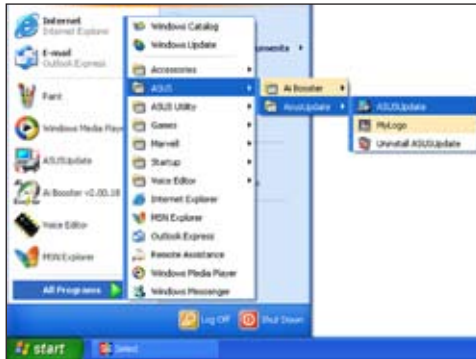 Internet
Internet Explorer
E-mail
Outlook Express
Paint
Windows Media Play
ASUSUpdate
Ai Booster v2.00.18
Voice Editor
MSN Explorer
All Programs
Windows Catalog
Windows Update
Accessories
ASUS
ASUS Utility
Games
Marvell
Startup
Voice Editor
Internet Explorer
MSN Explorer
Outlook Express
Remote Assistance
Windows Media Player
Windows Messenger
uments
Ai Booster
AsusUpdate
ASUSUpdate
MyLogo
Uninstall ASUSUpdate
Log Off
Shut Down
start